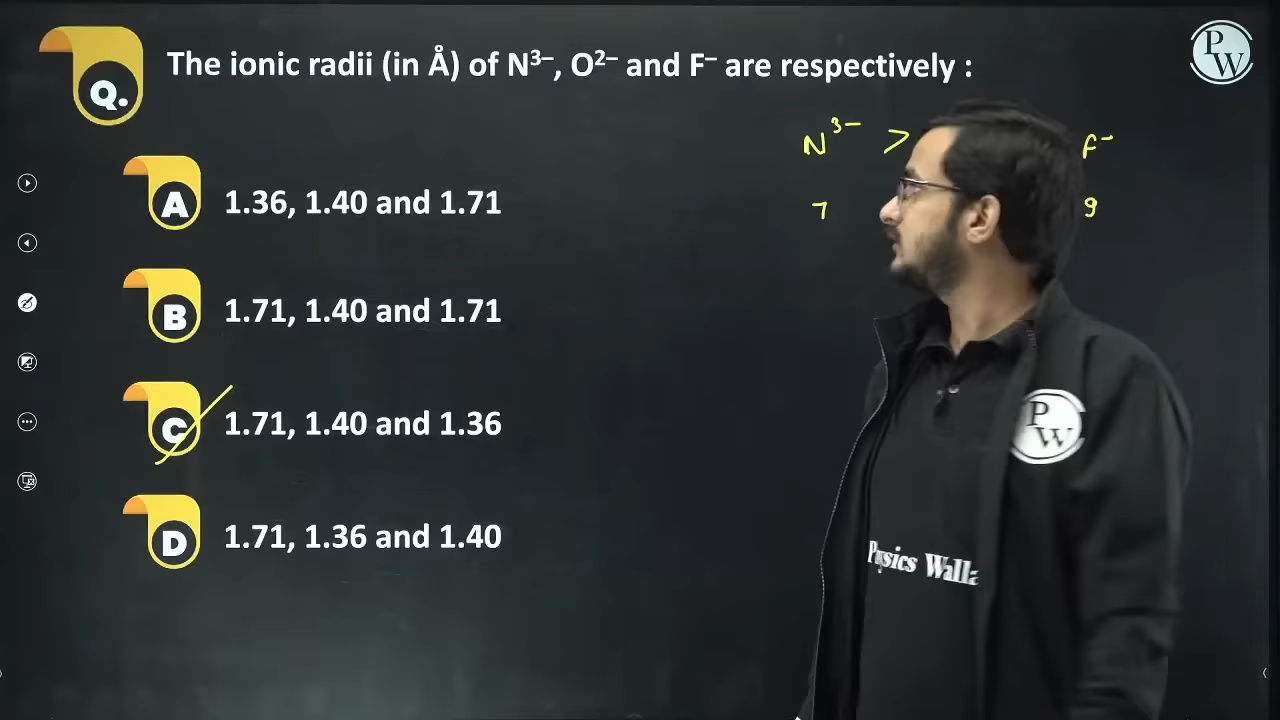 Q. The ionic radii (in Å) of N³⁻, O²⁻ and F⁻ are respectively :
P
W
N³⁻ > F⁻
7 9
A 1.36, 1.40 and 1.71
B 1.71, 1.40 and 1.71
C 1.71, 1.40 and 1.36
D 1.71, 1.36 and 1.40
P
W
Physics Walla